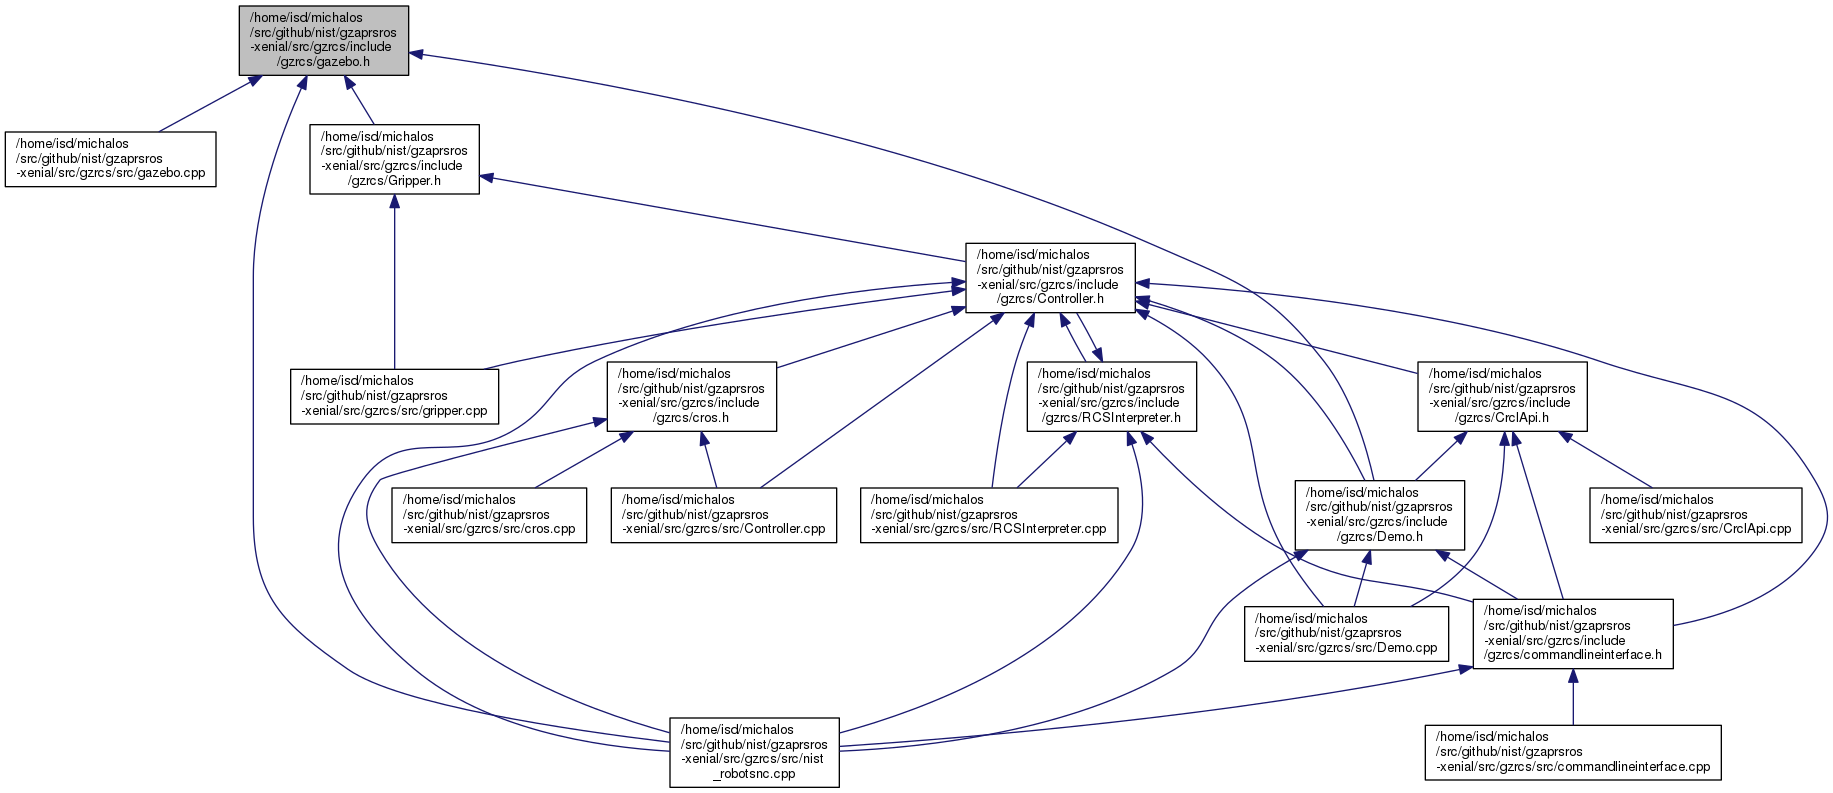 /home/isd/michalos
/src/github/nist/gzaprsros
-xenial/src/gzrcs/include
/gzrcs/gazebo.h
/home/isd/michalos
/src/github/nist/gzaprsros
-xenial/src/gzrcs/src/gazebo.cpp
/home/isd/michalos
/src/github/nist/gzaprsros
-xenial/src/gzrcs/include
/gzrcs/Gripper.h
/home/isd/michalos
/src/github/nist/gzaprsros
-xenial/src/gzrcs/include
/gzrcs/Controller.h
/home/isd/michalos
/src/github/nist/gzaprsros
-xenial/src/gzrcs/src/gripper.cpp
/home/isd/michalos
/src/github/nist/gzaprsros
-xenial/src/gzrcs/include
/gzrcs/cros.h
/home/isd/michalos
/src/github/nist/gzaprsros
-xenial/src/gzrcs/include
/gzrcs/RCSInterpreter.h
/home/isd/michalos
/src/github/nist/gzaprsros
-xenial/src/gzrcs/include
/gzrcs/CrclApi.h
/home/isd/michalos
/src/github/nist/gzaprsros
-xenial/src/gzrcs/src/cros.cpp
/home/isd/michalos
/src/github/nist/gzaprsros
-xenial/src/gzrcs/src/Controller.cpp
/home/isd/michalos
/src/github/nist/gzaprsros
-xenial/src/gzrcs/src/RCSInterpreter.cpp
/home/isd/michalos
/src/github/nist/gzaprsros
-xenial/src/gzrcs/include
/gzrcs/Demo.h
/home/isd/michalos
/src/github/nist/gzaprsros
-xenial/src/gzrcs/src/CrclApi.cpp
/home/isd/michalos
/src/github/nist/gzaprsros
-xenial/src/gzrcs/src/Demo.cpp
/home/isd/michalos
/src/github/nist/gzaprsros
-xenial/src/gzrcs/include
/gzrcs/commandlineinterface.h
/home/isd/michalos
/src/github/nist/gzaprsros
-xenial/src/gzrcs/src/nist
_robotsnc.cpp
/home/isd/michalos
/src/github/nist/gzaprsros
-xenial/src/gzrcs/src/commandlineinterface.cpp